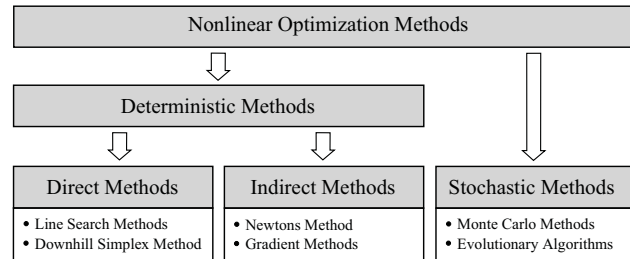 Nonlinear Optimization Methods
Deterministic Methods
Direct Methods
• Line Search Methods
• Downhill Simplex Method
Indirect Methods
• Newtons Method
• Gradient Methods
Stochastic Methods
• Monte Carlo Methods
• Evolutionary Algorithms